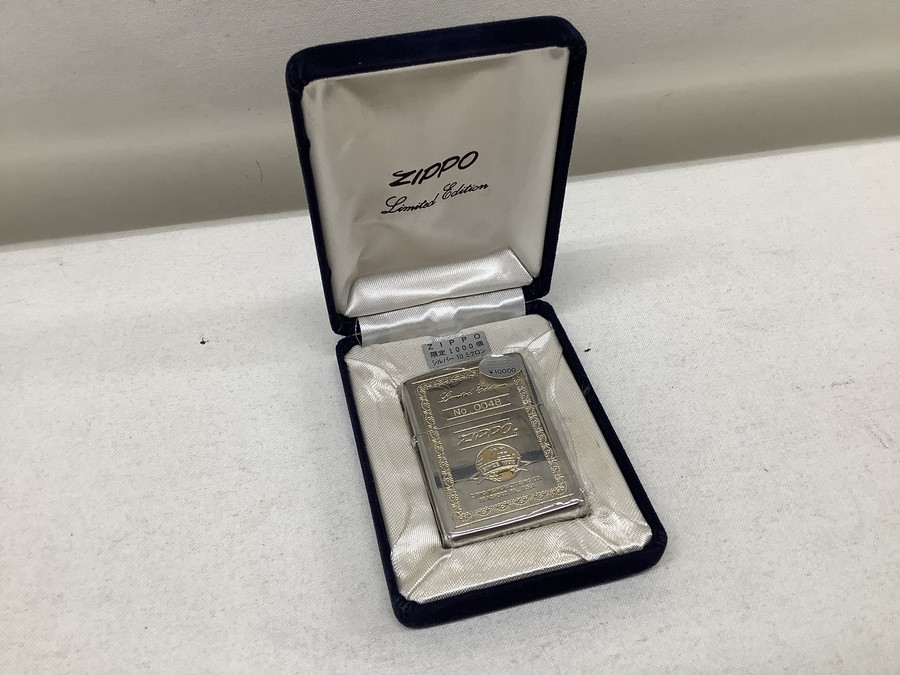 ZIPPO
Limited Edition
ZIPPO
限定1000個
シルバー10ミクロン
¥10000
Limited Edition
No. 0048
ZIPPO